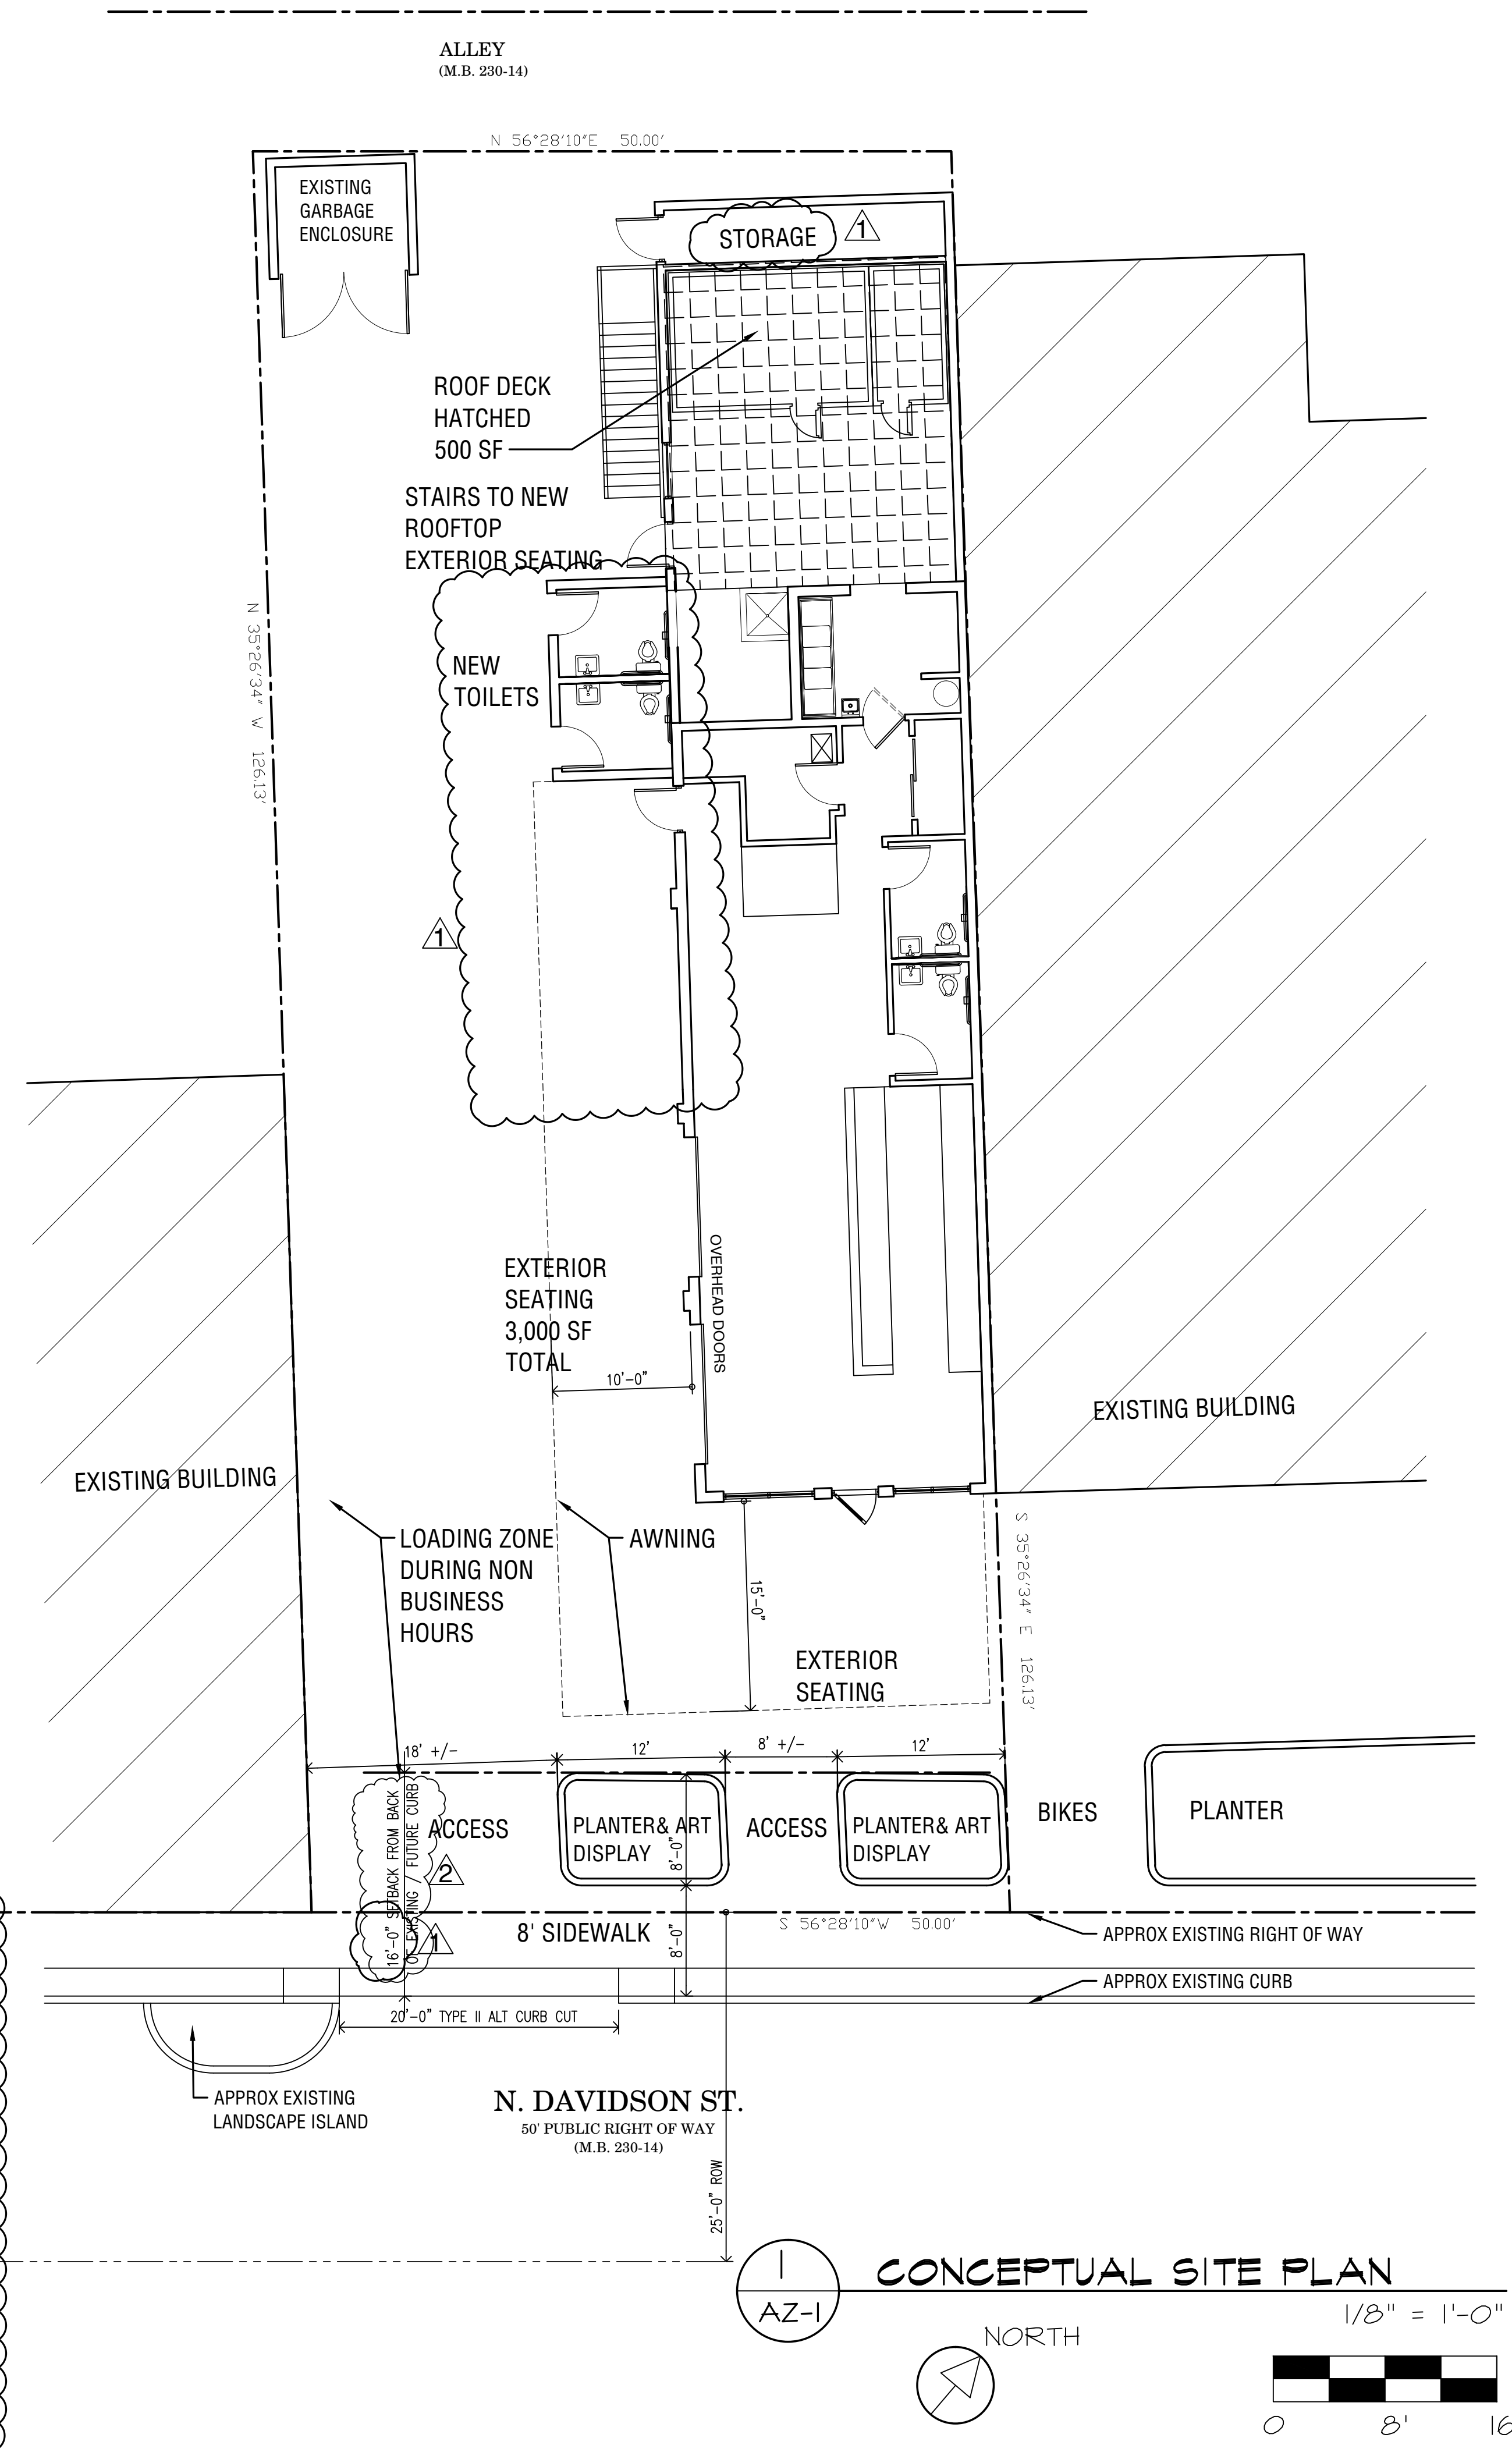 ALLEY
(M.B. 230-14)
N 56°28'10"E 50.00'
EXISTING
GARBAGE
ENCLOSURE
STORAGE
1
ROOF DECK
HATCHED
500 SF
STAIRS TO NEW
ROOFTOP
EXTERIOR SEATING
N 35°26'34" W 126.13'
NEW
TOILETS
1
OVERHEAD DOORS
EXTERIOR
SEATING
3,000 SF
TOTAL
10'-0"
EXISTING BUILDING
EXISTING BUILDING
LOADING ZONE
DURING NON
BUSINESS
HOURS
AWNING
15'-0"
S 35°26'34" E 126.13'
EXTERIOR
SEATING
18' +/-
12'
8' +/-
12'
16'-0" SETBACK FROM BACK
OF EXISTING / FUTURE CURB
ACCESS
PLANTER& ART
DISPLAY
8'-0"
ACCESS
PLANTER& ART
DISPLAY
BIKES
PLANTER
2
1
8' SIDEWALK
8'-0"
S 56°28'10"W 50.00'
APPROX EXISTING RIGHT OF WAY
APPROX EXISTING CURB
20'-0" TYPE II ALT CURB CUT
APPROX EXISTING
LANDSCAPE ISLAND
N. DAVIDSON ST.
50' PUBLIC RIGHT OF WAY
(M.B. 230-14)
25'-0" ROW
1
AZ-1
CONCEPTUAL SITE PLAN
1/8" = 1'-0"
NORTH
0 8' 16